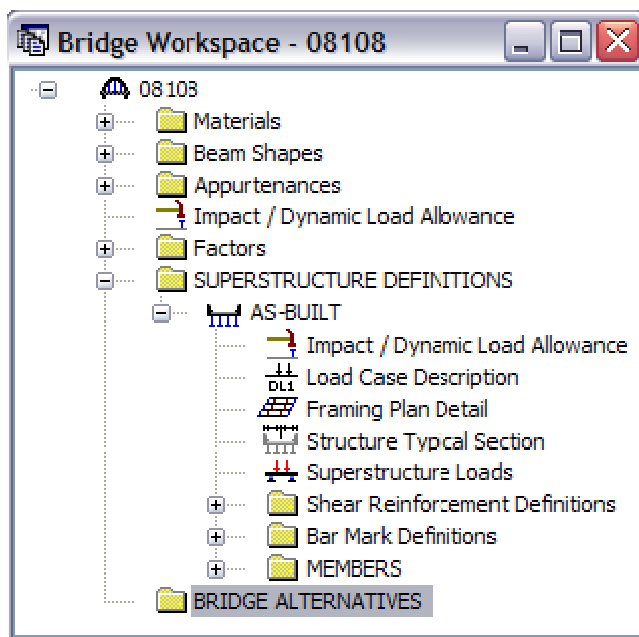 Bridge Workspace - 08108
08108
Materials
Beam Shapes
Appurtenances
Impact / Dynamic Load Allowance
Factors
SUPERSTRUCTURE DEFINITIONS
AS-BUILT
Impact / Dynamic Load Allowance
DL1 Load Case Description
Framing Plan Detail
Structure Typical Section
Superstructure Loads
Shear Reinforcement Definitions
Bar Mark Definitions
MEMBERS
BRIDGE ALTERNATIVES